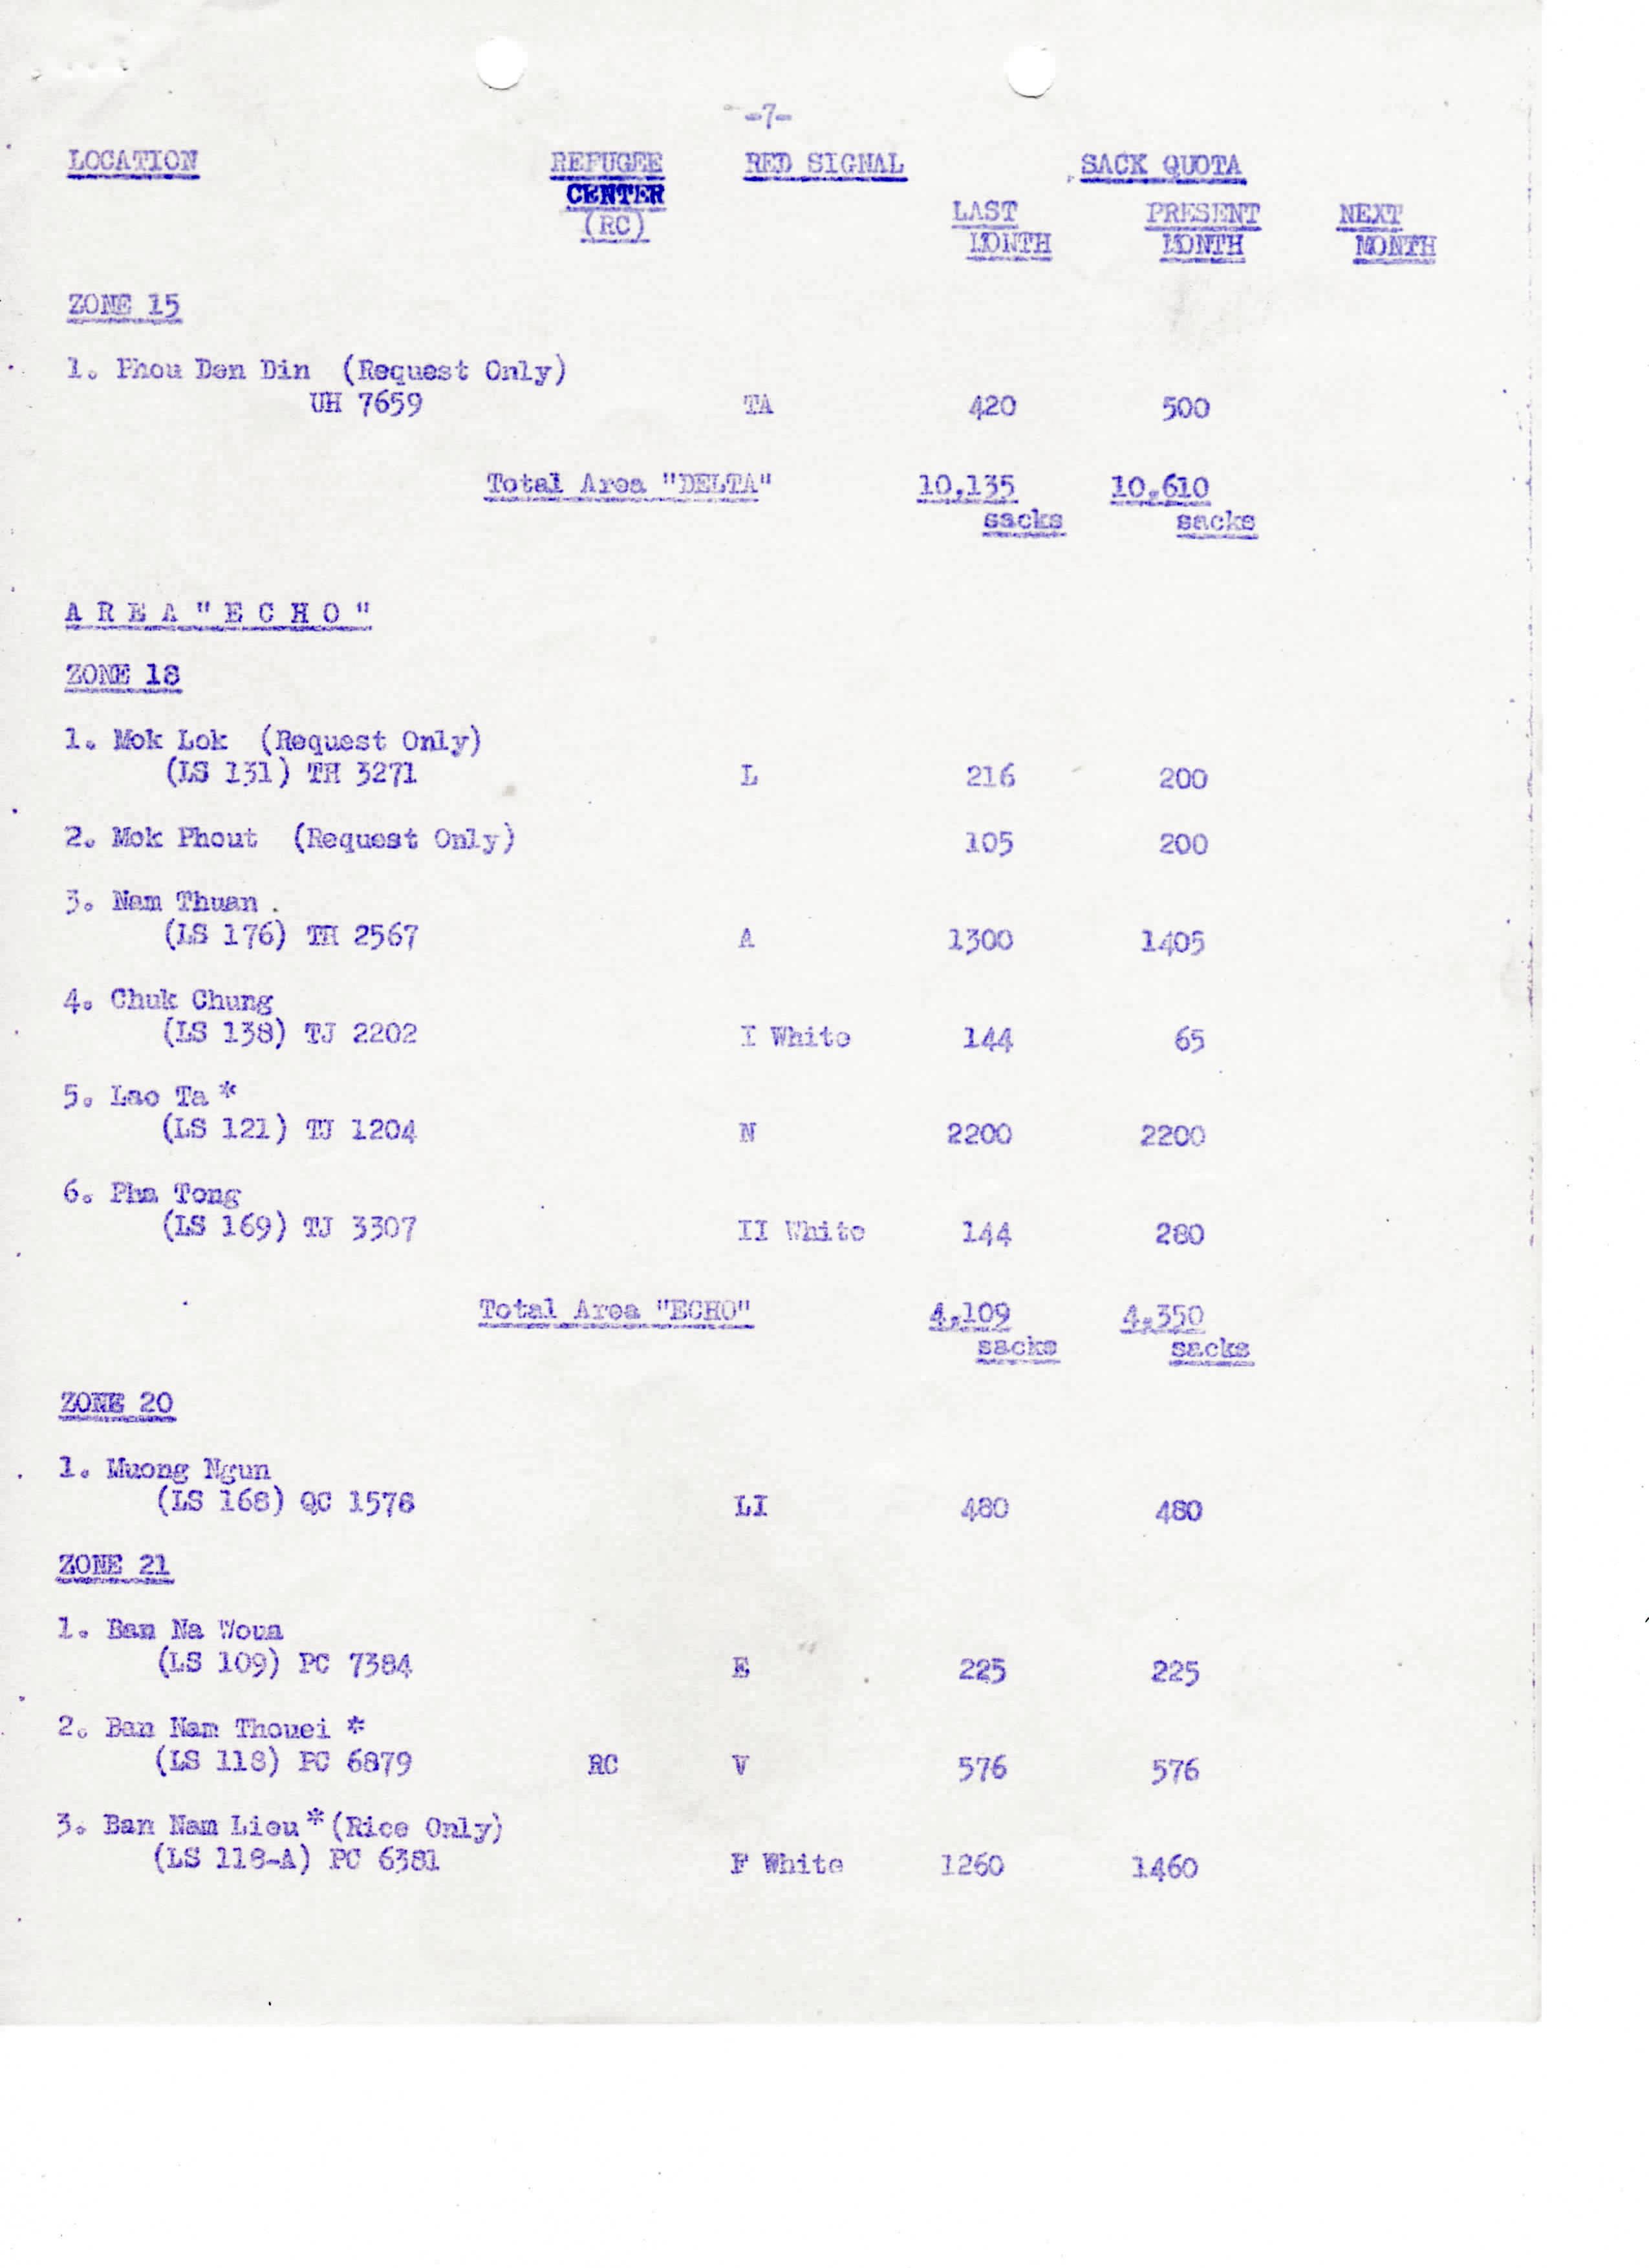 -7-
LOCATION REFUGEE RED SIGNAL SACK QUOTA
CENTER
(RC)
LAST PRESENT NEXT
MONTH MONTH MONTH
ZONE 15
1. Phou Den Din (Request Only)
UH 7659 TA 420 500
Total Area "DELTA" 10,135 10,610
sacks sacks
A R E A "E C H O"
ZONE 18
1. Mok Lok (Request Only)
(LS 131) TH 3271 L 216 200
2. Mok Phout (Request Only) 105 200
3. Nam Thuan .
(LS 176) TH 2567 A 1300 1405
4. Chuk Chung
(LS 138) TJ 2202 I White 144 65
5. Lao Ta *
(LS 121) TJ 1204 N 2200 2200
6. Pha Tong
(LS 169) TJ 3307 II White 144 280
Total Area "ECHO" 4,109 4,350
sacks sacks
ZONE 20
1. Muong Ngun
(LS 168) QC 1578 LI 480 480
ZONE 21
1. Ban Na Woua
(LS 109) PC 7384 E 225 225
2. Ban Nam Thouei *
(LS 118) PC 6879 RC V 576 576
3. Ban Nam Lieu * (Rice Only)
(LS 118-A) PC 6381 F White 1260 1460